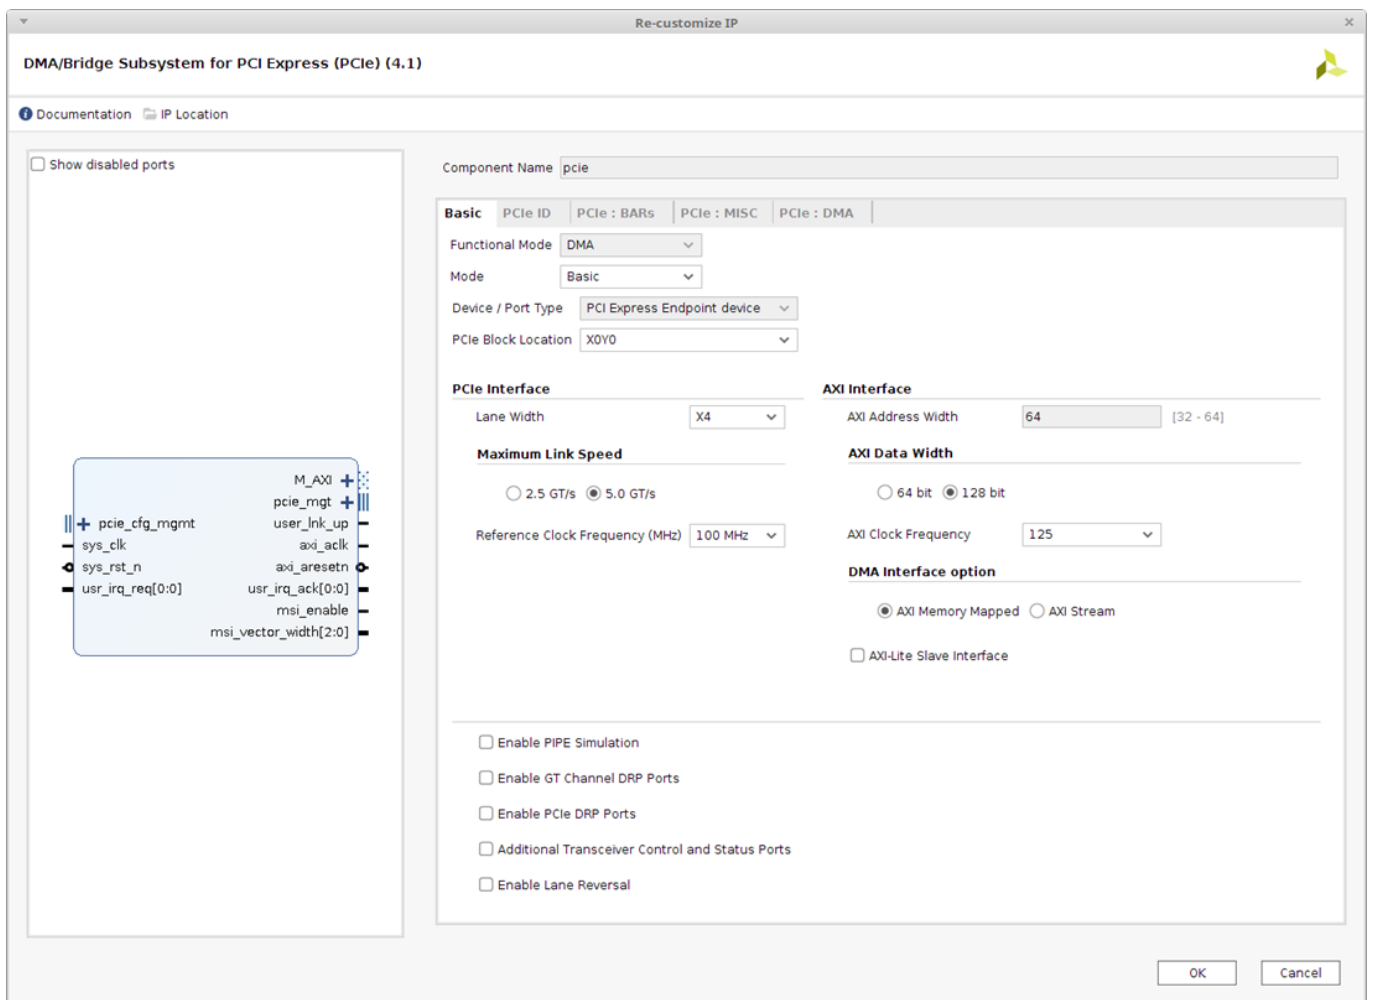 Re-customize IP
DMA/Bridge Subsystem for PCI Express (PCIe) (4.1)
Documentation IP Location
Show disabled ports
M_AXI
pcie_mgt
pcie_cfg_mgmt user_lnk_up
sys_clk axi_aclk
sys_rst_n axi_aresetn
usr_irq_req[0:0] usr_irq_ack[0:0]
msi_enable
msi_vector_width[2:0]
Component Name pcie
Basic PCIe ID PCIe : BARs PCIe : MISC PCIe : DMA
Functional Mode DMA
Mode Basic
Device / Port Type PCI Express Endpoint device
PCIe Block Location X0Y0
PCIe Interface
Lane Width X4
Maximum Link Speed
2.5 GT/s 5.0 GT/s
Reference Clock Frequency (MHz) 100 MHz
AXI Interface
AXI Address Width 64 [32 - 64]
AXI Data Width
64 bit 128 bit
AXI Clock Frequency 125
DMA Interface option
AXI Memory Mapped AXI Stream
AXI-Lite Slave Interface
Enable PIPE Simulation
Enable GT Channel DRP Ports
Enable PCIe DRP Ports
Additional Transceiver Control and Status Ports
Enable Lane Reversal
OK Cancel